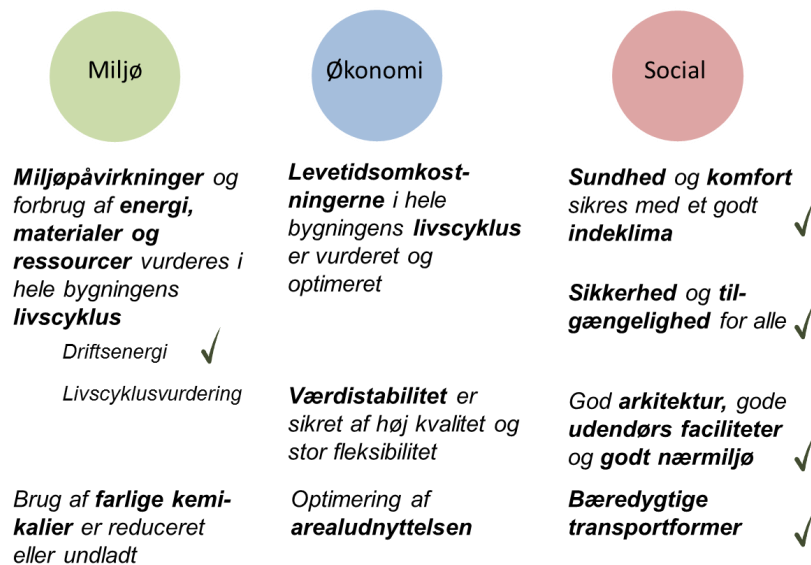 Miljø
Miljøpåvirkninger og
forbrug af energi,
materialer og
ressourcer vurderes i
hele bygningens
livscyklus
Driftsenergi
Livscyklusvurdering
Brug af farlige kemi-
kalier er reduceret
eller undladt
Økonomi
Levetidsomkost-
ningerne i hele
bygningens livscyklus
er vurderet og
optimeret
Værdistabilitet er
sikret af høj kvalitet og
stor fleksibilitet
Optimering af
arealudnyttelsen
Social
Sundhed og komfort
sikres med et godt
indeklima
Sikkerhed og til-
gængelighed for alle
God arkitektur, gode
udendørs faciliteter
og godt nærmiljø
Bæredygtige
transportformer